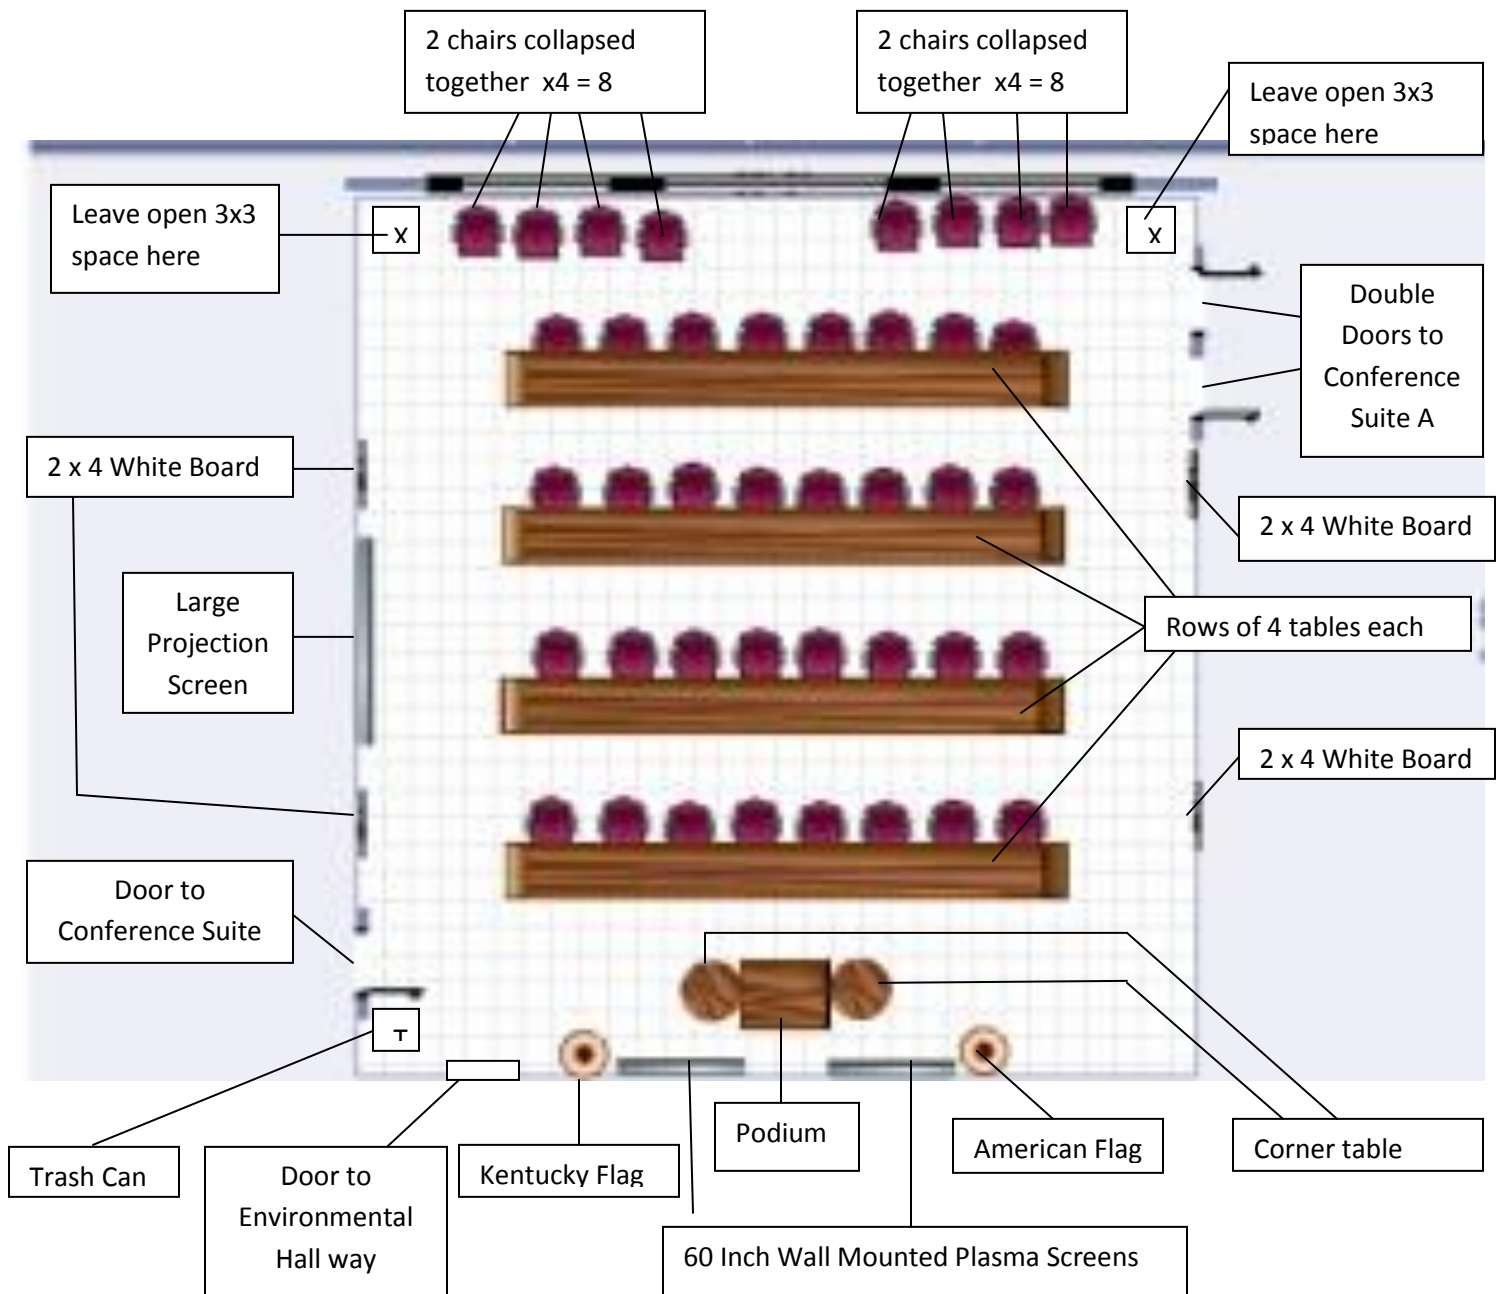 2 chairs collapsed
together x4 = 8
2 chairs collapsed
together x4 = 8
Leave open 3x3
space here
Leave open 3x3
space here
X
X
Double
Doors to
Conference
Suite A
2 x 4 White Board
2 x 4 White Board
Large
Projection
Screen
Rows of 4 tables each
2 x 4 White Board
Door to
Conference Suite
T
Trash Can
Door to
Environmental
Hall way
Kentucky Flag
Podium
American Flag
Corner table
60 Inch Wall Mounted Plasma Screens